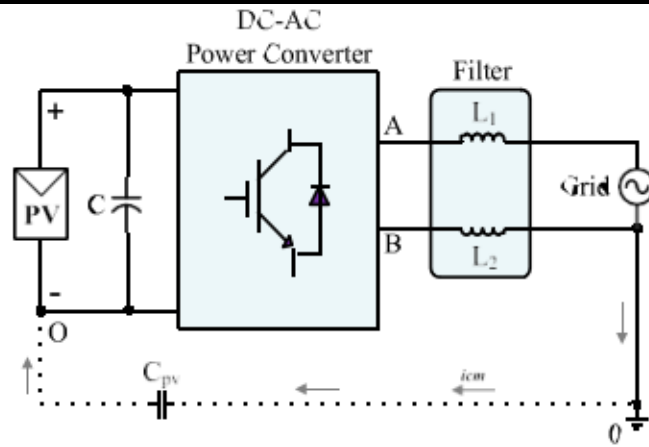 DC-AC
Power Converter
Filter
L1
A
+
Grid
PV
C
B
L2
-
O
Cpv
icm
0